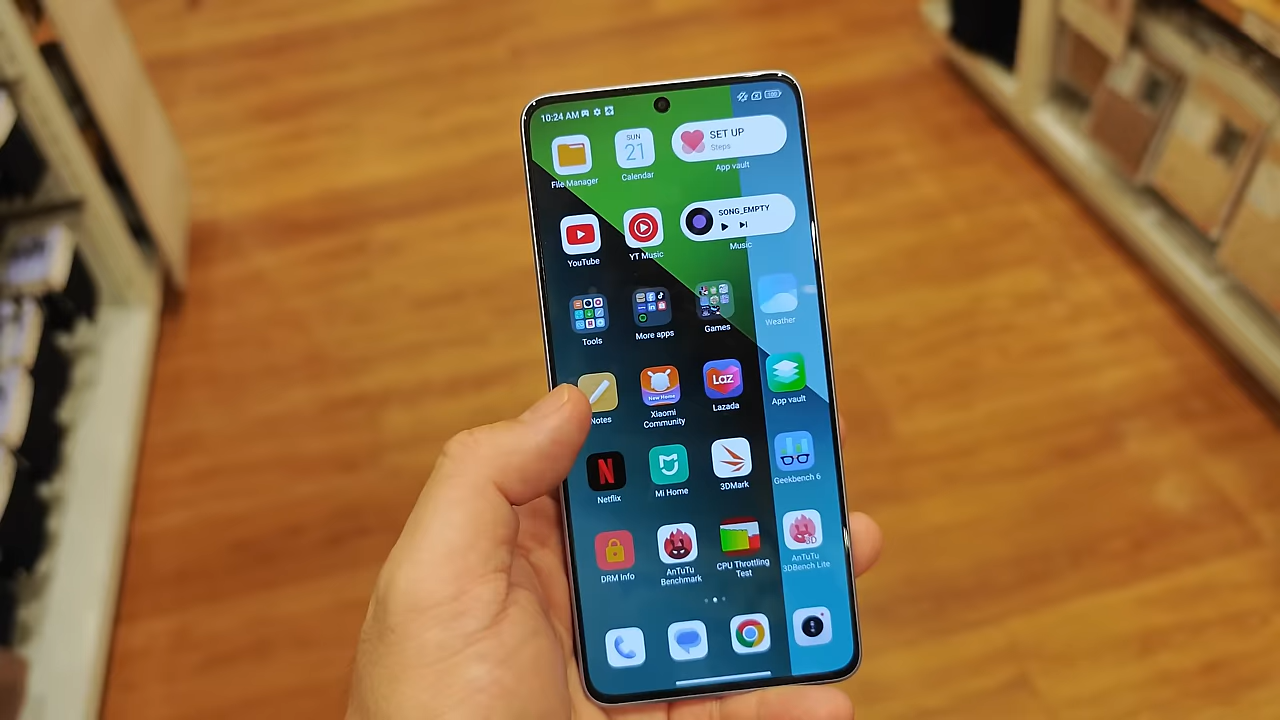 10:24 AM
SUN
21
SET UP
Steps
File Manager
Calendar
App vault
SONG_EMPTY
YouTube
YT Music
Music
Tools
More apps
Games
Weather
New Home
Laz
Notes
Xiaomi
Community
Lazada
App vault
Netflix
Mi Home
3DMark
Geekbench 6
3D
DRM Info
AnTuTu
Benchmark
CPU Throttling
Test
AnTuTu
3DBench Lite